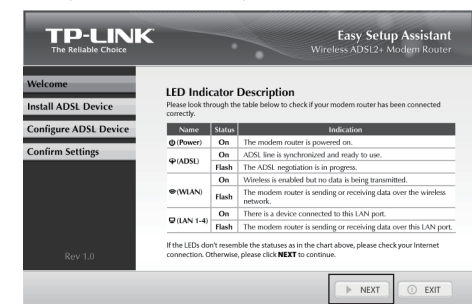 TP-LINK
The Reliable Choice
Easy Setup Assistant
Wireless ADSL2+ Modem Router
Welcome
Install ADSL Device
Configure ADSL Device
Confirm Settings
Rev 1.0
LED Indicator Description
Please look through the table below to check if your modem router has been connected
correctly.
Name Status Indication
(Power) On The modem router is powered on.
(ADSL) On ADSL line is synchronized and ready to use.
Flash The ADSL negotiation is in progress.
(WLAN) On Wireless is enabled but no data is being transmitted.
Flash The modem router is sending or receiving data over the wireless
network.
(LAN 1-4) On There is a device connected to this LAN port.
Flash The modem router is sending or receiving data over this LAN port.
If the LEDs don't resemble the statuses as in the chart above, please check your Internet
connection. Otherwise, please click NEXT to continue.
NEXT
EXIT